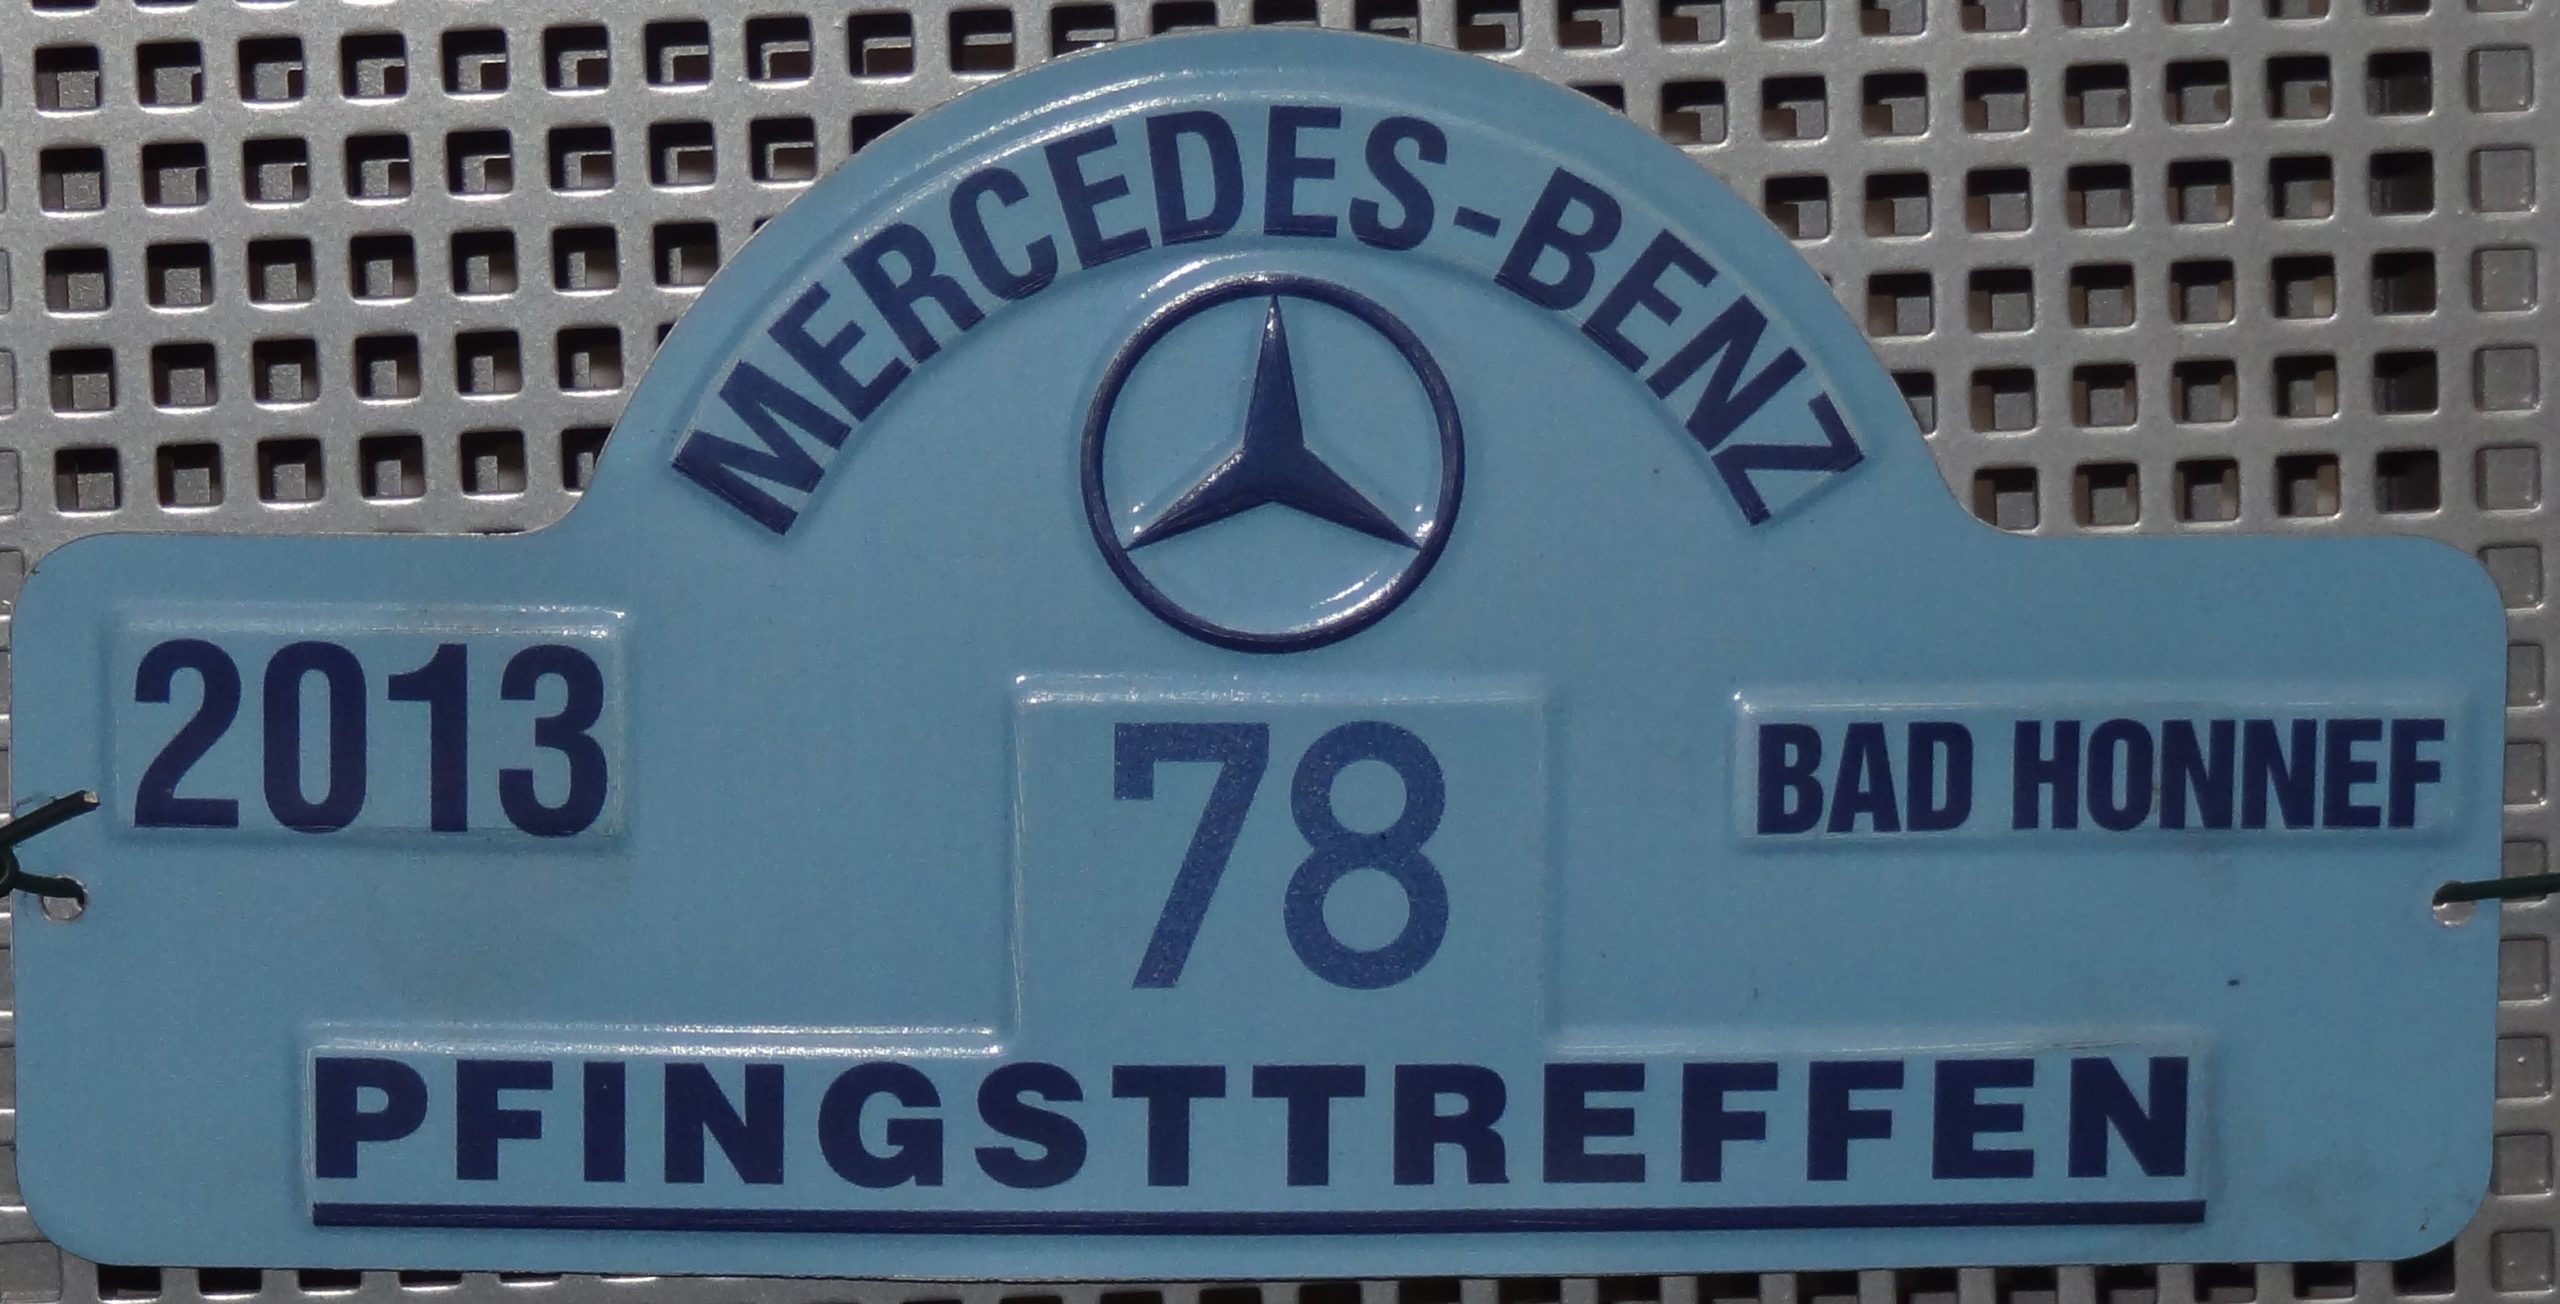 MERCEDES-BENZ
2013
78
BAD HONNEF
PFINGSTTREFFEN